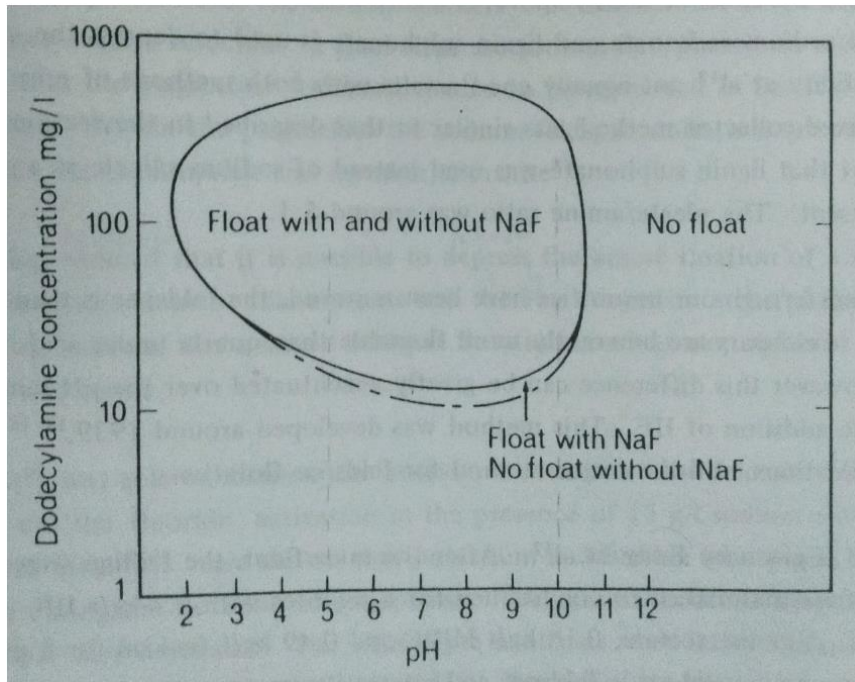 1000
100
10
1
Dodecylamine concentration mg/l
Float with and without NaF
No float
Float with NaF
No float without NaF
2 3 4 5 6 7 8 9 10 11 12
pH